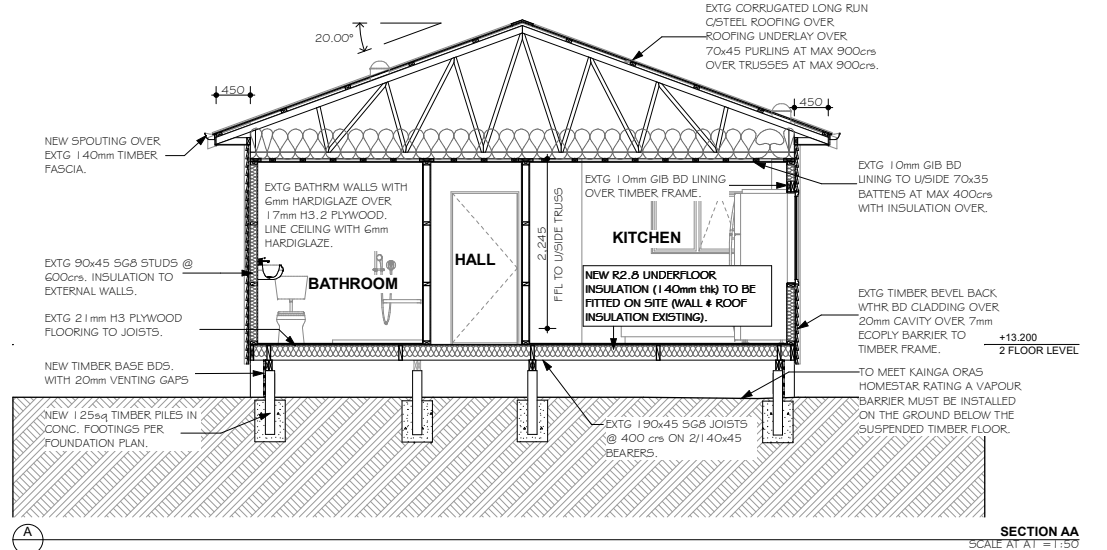 EXTG CORRUGATED LONG RUN
C/STEEL ROOFING OVER
ROOFING UNDERLAY OVER
70x45 PURLINS AT MAX 900crs
OVER TRUSSES AT MAX 900crs.
20.00°
450
450
NEW SPOUTING OVER
EXTG 140mm TIMBER
FASCIA.
EXTG 10mm GIB BD
LINING TO U/SIDE 70x35
BATTENS AT MAX 400crs
WITH INSULATION OVER.
EXTG BATHRM WALLS WITH
6mm HARDIGLAZE OVER
17mm H3.2 PLYWOOD.
LINE CEILING WITH 6mm
HARDIGLAZE.
EXTG 10mm GIB BD LINING
OVER TIMBER FRAME.
2,245
FFL TO U/SIDE TRUSS
KITCHEN
HALL
BATHROOM
NEW R2.8 UNDERFLOOR
INSULATION (140mm thk) TO BE
FITTED ON SITE (WALL & ROOF
INSULATION EXISTING).
EXTG 90x45 SG8 STUDS @
600crs. INSULATION TO
EXTERNAL WALLS.
EXTG 21mm H3 PLYWOOD
FLOORING TO JOISTS.
NEW TIMBER BASE BDS.
WITH 20mm VENTING GAPS
NEW 125sq TIMBER PILES IN
CONC. FOOTINGS PER
FOUNDATION PLAN.
EXTG TIMBER BEVEL BACK
WTHR BD CLADDING OVER
20mm CAVITY OVER 7mm
ECOPLY BARRIER TO
TIMBER FRAME.
+13.200
2 FLOOR LEVEL
TO MEET KAINGA ORAS
HOMESTAR RATING A VAPOUR
BARRIER MUST BE INSTALLED
ON THE GROUND BELOW THE
SUSPENDED TIMBER FLOOR.
EXTG 190x45 SG8 JOISTS
@ 400 crs ON 2/140x45
BEARERS.
A
SECTION AA
SCALE AT A1 =1:50